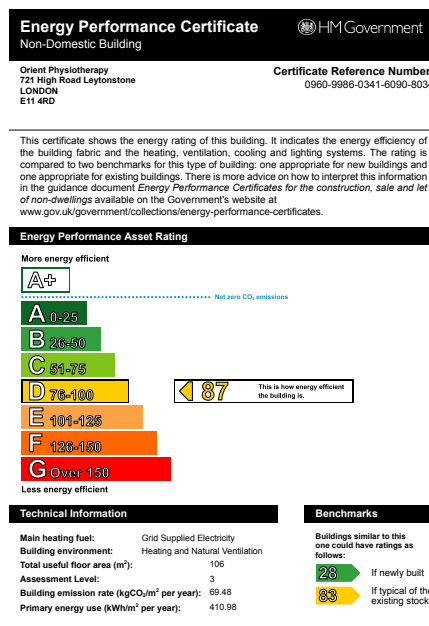 Energy Performance Certificate
HM Government
Non-Domestic Building
Orient Physiotherapy
721 High Road Leytonstone
LONDON
E11 4RD
Certificate Reference Number
0960-9986-0341-6090-803
This certificate shows the energy rating of this building. It indicates the energy efficiency of
the building fabric and the heating, ventilation, cooling and lighting systems. The rating is
compared to two benchmarks for this type of building: one appropriate for new buildings and
one appropriate for existing buildings. There is more advice on how to interpret this information
in the guidance document Energy Performance Certificates for the construction, sale and let
of non-dwellings available on the Government's website at
www.gov.uk/government/collections/energy-performance-certificates.
Energy Performance Asset Rating
More energy efficient
A+
Net zero CO₂ emissions
A 0-25
B 26-50
C 51-75
D 76-100
87 This is how energy efficient
the building is.
E 101-125
F 126-150
G Over 150
Less energy efficient
Technical Information
Main heating fuel: Grid Supplied Electricity
Building environment: Heating and Natural Ventilation
Total useful floor area (m²): 106
Assessment Level: 3
Building emission rate (kgCO₂/m² per year): 69.48
Primary energy use (kWh/m² per year): 410.98
Benchmarks
Buildings similar to this
one could have ratings as
follows:
28 If newly built
83 If typical of the
existing stock